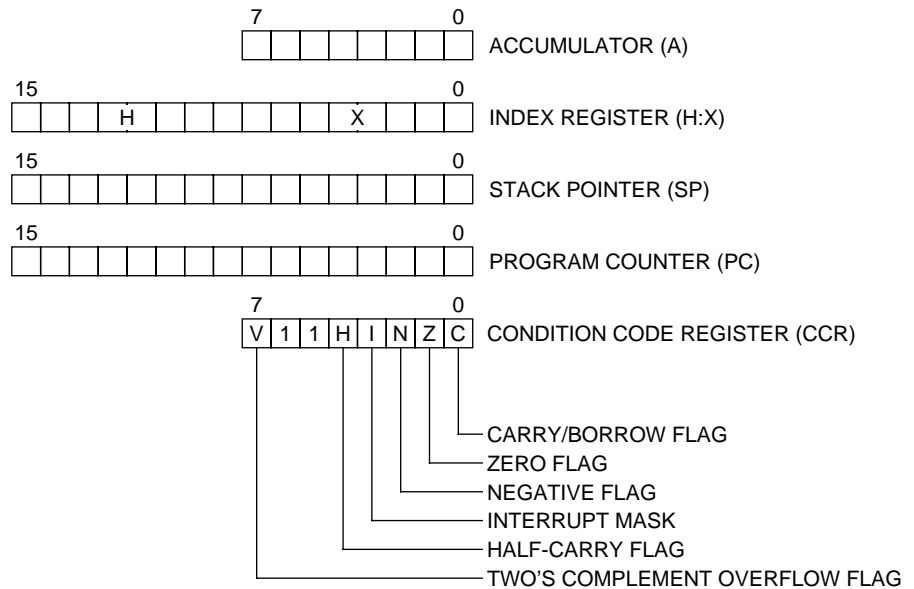 7 0
ACCUMULATOR (A)
15 0
H X INDEX REGISTER (H:X)
15 0
STACK POINTER (SP)
15 0
PROGRAM COUNTER (PC)
7 0
V 1 1 H I N Z C CONDITION CODE REGISTER (CCR)
CARRY/BORROW FLAG
ZERO FLAG
NEGATIVE FLAG
INTERRUPT MASK
HALF-CARRY FLAG
TWO'S COMPLEMENT OVERFLOW FLAG